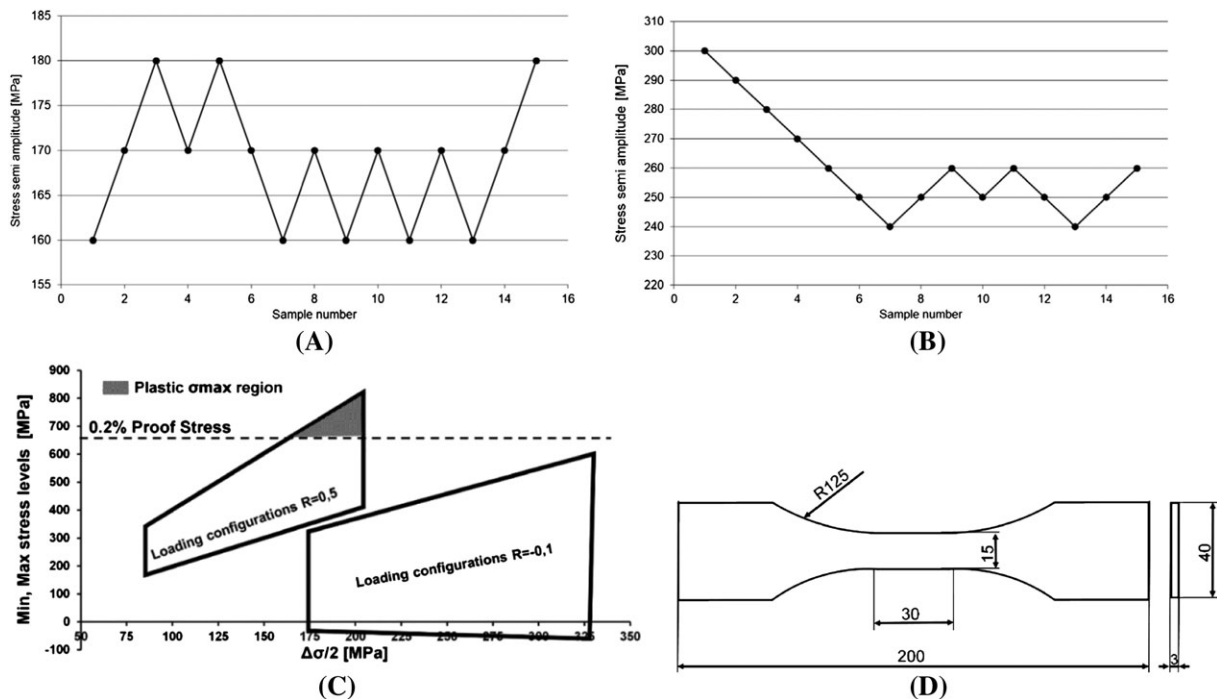 185
180
175
170
165
160
155
0 2 4 6 8 10 12 14 16
Stress semi amplitude [MPa]
Sample number
(A)
310
300
290
280
270
260
250
240
230
220
0 2 4 6 8 10 12 14 16
Stress semi amplitude [MPa]
Sample number
(B)
900
800
700
600
500
400
300
200
100
0
-100
Min, Max stress levels [MPa]
Plastic σmax region
0.2% Proof Stress
Loading configurations R=0,5
Loading configurations R=-0,1
50 75 100 125 150 175 200 225 250 275 300 325 350
Δσ/2 [MPa]
(C)
R125
15
30
200
40
3
(D)